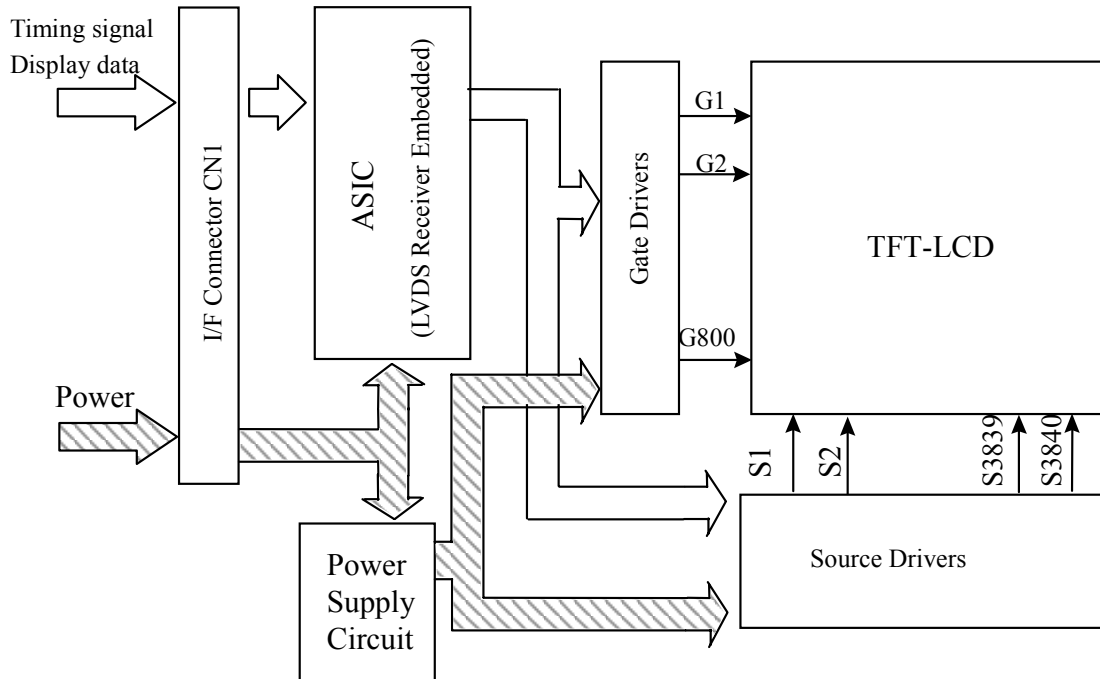 Timing signal
Display data
I/F Connector CN1
ASIC
(LVDS Receiver Embedded)
Gate Drivers
G1
G2
G800
TFT-LCD
Power
S1
S2
S3839
S3840
Power
Supply
Circuit
Source Drivers